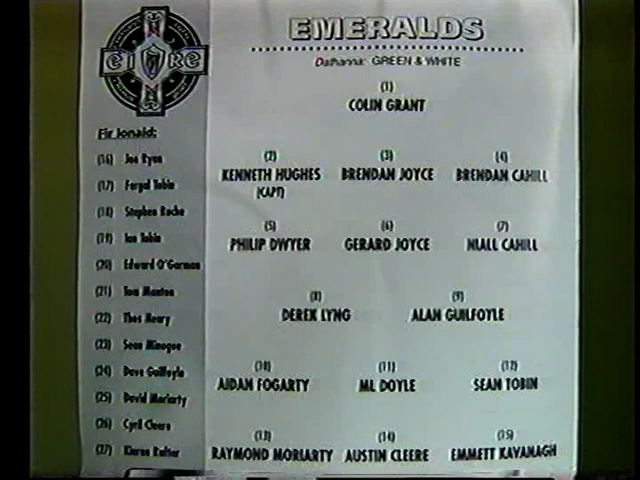 EMERALDS
EIRE
Dathanna: GREEN & WHITE
(1)
COLIN GRANT
(2) (3) (4)
KENNETH HUGHES BRENDAN JOYCE BRENDAN CAHILL
(CAPT)
(5) (6) (7)
PHILIP DWYER GERARD JOYCE NIALL CAHILL
(8) (9)
DEREK LYNG ALAN GUILFOYLE
(10) (11) (12)
AIDAN FOGARTY ML DOYLE SEAN TOBIN
(13) (14) (15)
RAYMOND MORIARTY AUSTIN CLEERE EMMETT KAVANAGH
Fir Ionaid:
(16) Joe Ryan
(17) Fergal Tobin
(18) Stephen Roche
(19) Ian Tobin
(20) Edward O'Gorman
(21) Tom Manton
(22) Thos Neary
(23) Sean Minogue
(24) Dave Guilfoyle
(25) David Moriarty
(26) Cyril Cleere
(27) Kieran Rafter